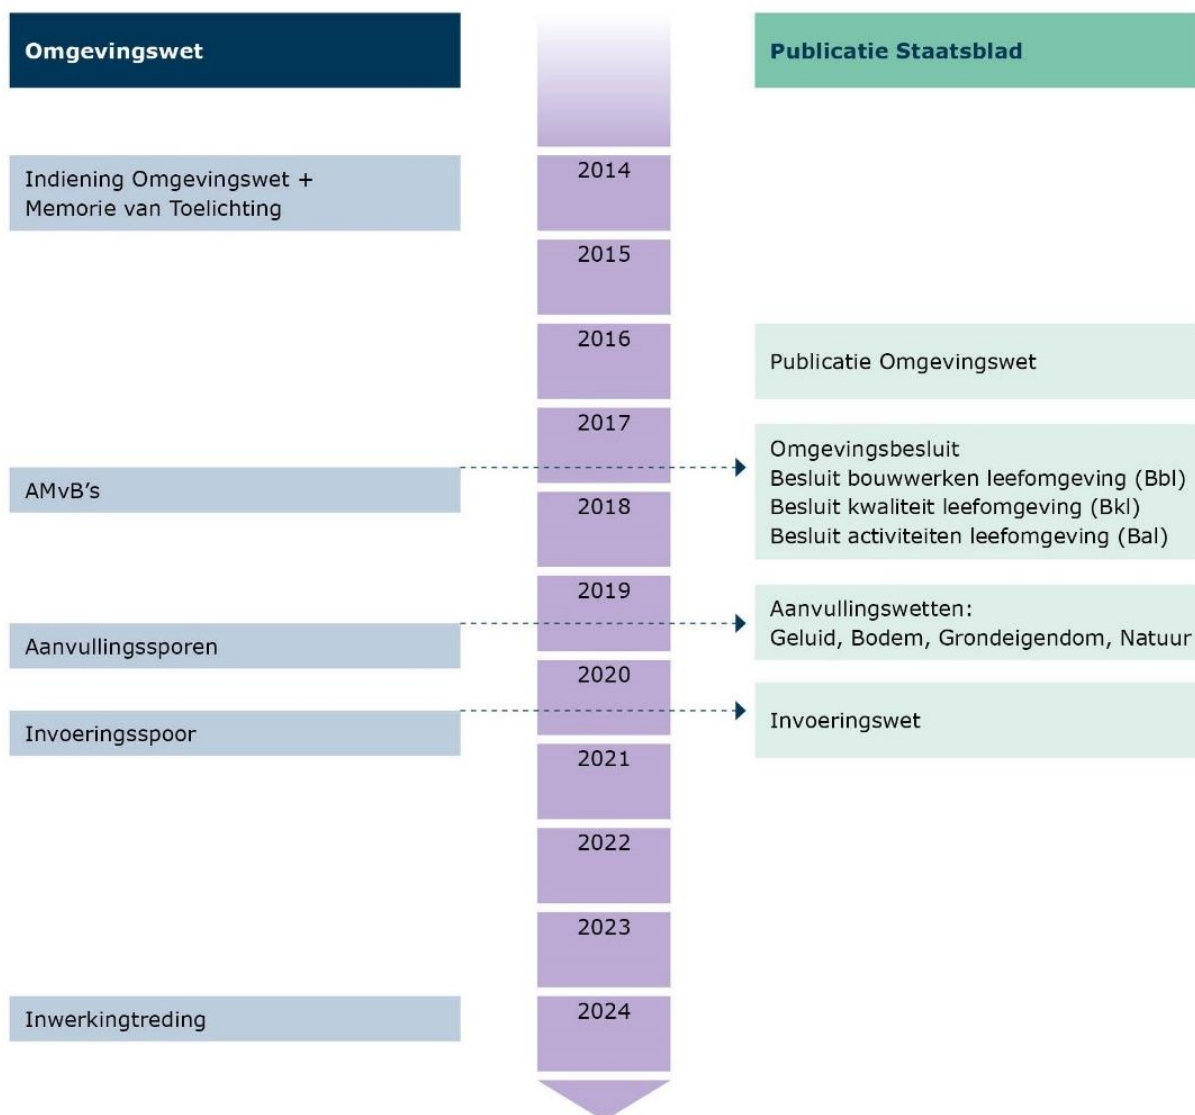 Omgevingswet
Publicatie Staatsblad
Indiening Omgevingswet +
Memorie van Toelichting
2014
2015
2016
Publicatie Omgevingswet
2017
AMvB's
Omgevingsbesluit
Besluit bouwwerken leefomgeving (Bbl)
Besluit kwaliteit leefomgeving (Bkl)
Besluit activiteiten leefomgeving (Bal)
2018
2019
Aanvullingssporen
Aanvullingswetten:
Geluid, Bodem, Grondeigendom, Natuur
2020
Invoeringsspoor
Invoeringswet
2021
2022
2023
Inwerkingtreding
2024